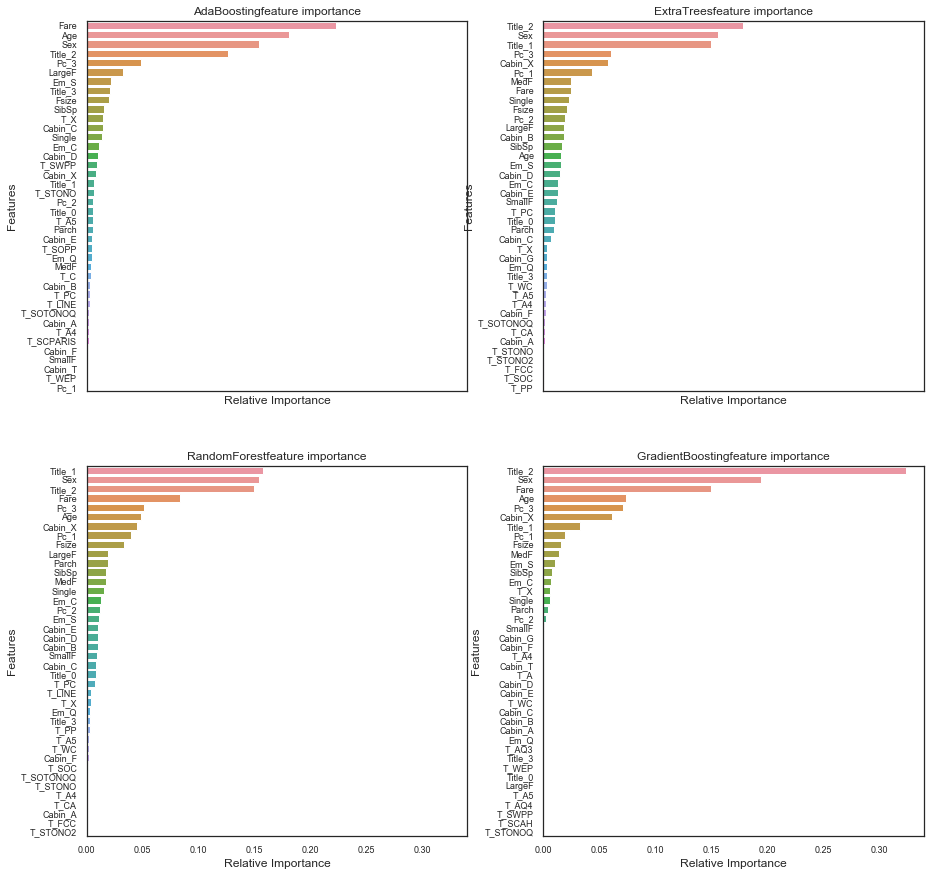 AdaBoostingfeature importance
Fare
Age
Sex
Title_2
Pc_3
LargeF
Em_S
Title_3
Fsize
SibSp
T_X
Cabin_C
Single
Em_C
Cabin_D
T_SWPP
Cabin_X
Title_1
T_STONO
Pc_2
Title_0
T_A5
Parch
Cabin_E
T_SOPP
Em_Q
MedF
T_C
Cabin_B
T_PC
T_LINE
T_SOTONOQ
Cabin_A
T_A4
T_SCPARIS
Cabin_F
SmallF
Cabin_T
T_WEP
Pc_1
Features
Relative Importance
ExtraTreesfeature importance
Title_2
Sex
Title_1
Pc_3
Cabin_X
Pc_1
MedF
Fare
Single
Fsize
Pc_2
LargeF
Cabin_B
SibSp
Age
Em_S
Cabin_D
Em_C
Cabin_E
SmallF
T_PC
Title_0
Parch
Cabin_C
T_X
Cabin_G
Em_Q
Title_3
T_WC
T_A5
T_A4
Cabin_F
T_SOTONOQ
T_CA
Cabin_A
T_STONO
T_STONO2
T_FCC
T_SOC
T_PP
Features
Relative Importance
RandomForestfeature importance
Title_1
Sex
Title_2
Fare
Pc_3
Age
Cabin_X
Pc_1
Fsize
LargeF
Parch
SibSp
MedF
Single
Em_C
Pc_2
Em_S
Cabin_E
Cabin_D
Cabin_B
SmallF
Cabin_C
Title_0
T_PC
T_LINE
T_X
Em_Q
Title_3
T_PP
T_A5
T_WC
Cabin_F
T_SOC
T_SOTONOQ
T_STONO
T_A4
T_CA
Cabin_A
T_FCC
T_STONO2
Features
0.00 0.05 0.10 0.15 0.20 0.25 0.30
Relative Importance
GradientBoostingfeature importance
Title_2
Sex
Fare
Age
Pc_3
Cabin_X
Title_1
Pc_1
Fsize
MedF
Em_S
SibSp
Em_C
T_X
Single
Parch
Pc_2
SmallF
Cabin_G
Cabin_F
T_A4
Cabin_T
T_A
Cabin_D
Cabin_E
T_WC
Cabin_C
Cabin_B
Cabin_A
Em_Q
T_AQ3
Title_3
T_WEP
Title_0
LargeF
T_A5
T_AQ4
T_SWPP
T_SCAH
T_STONOQ
Features
0.00 0.05 0.10 0.15 0.20 0.25 0.30
Relative Importance